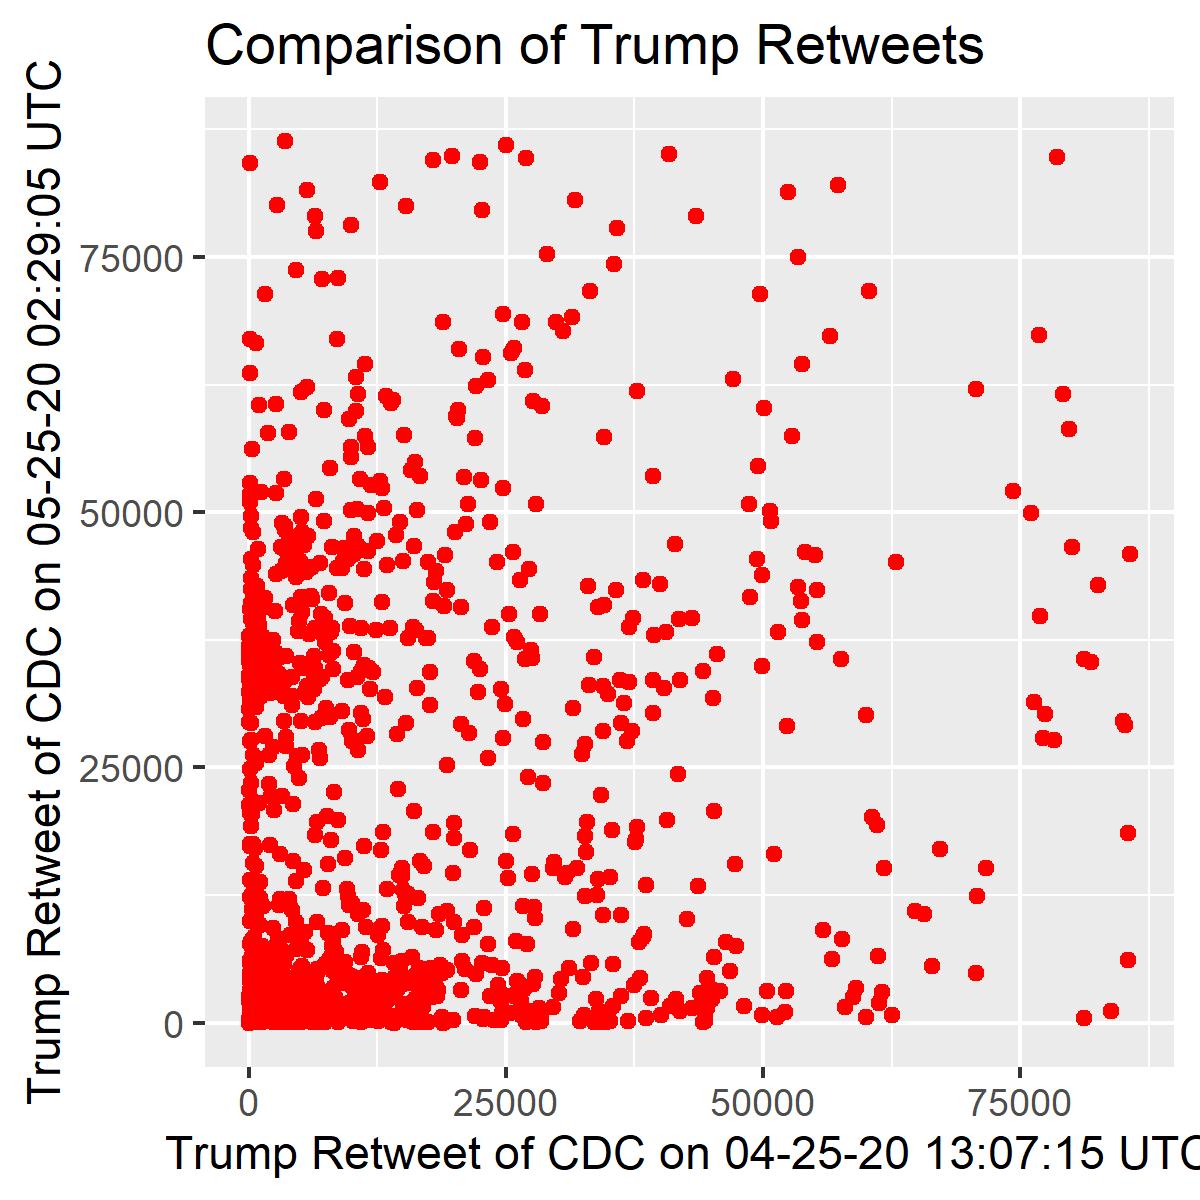 Comparison of Trump Retweets
Trump Retweet of CDC on 05-25-20 02:29:05 UTC
75000
50000
25000
0
0
25000
50000
75000
Trump Retweet of CDC on 04-25-20 13:07:15 UTC